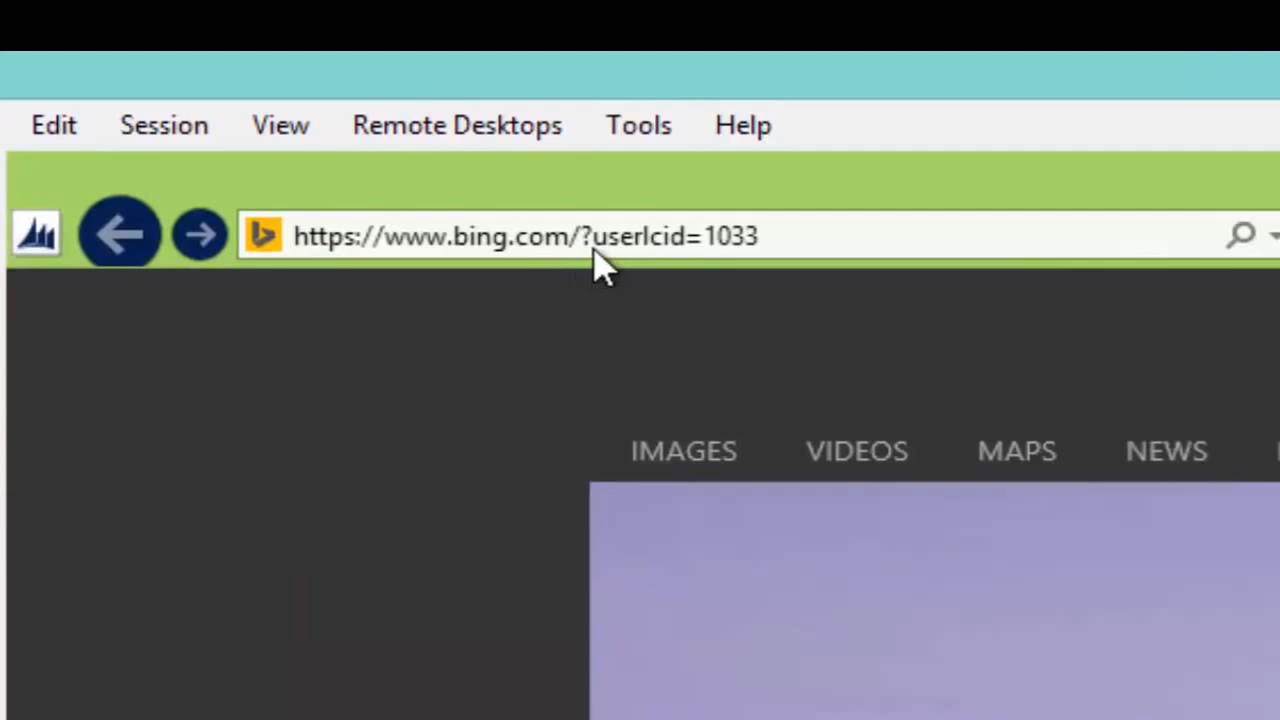 Edit Session View Remote Desktops Tools Help
https://www.bing.com/?userlcid=1033
IMAGES VIDEOS MAPS NEWS